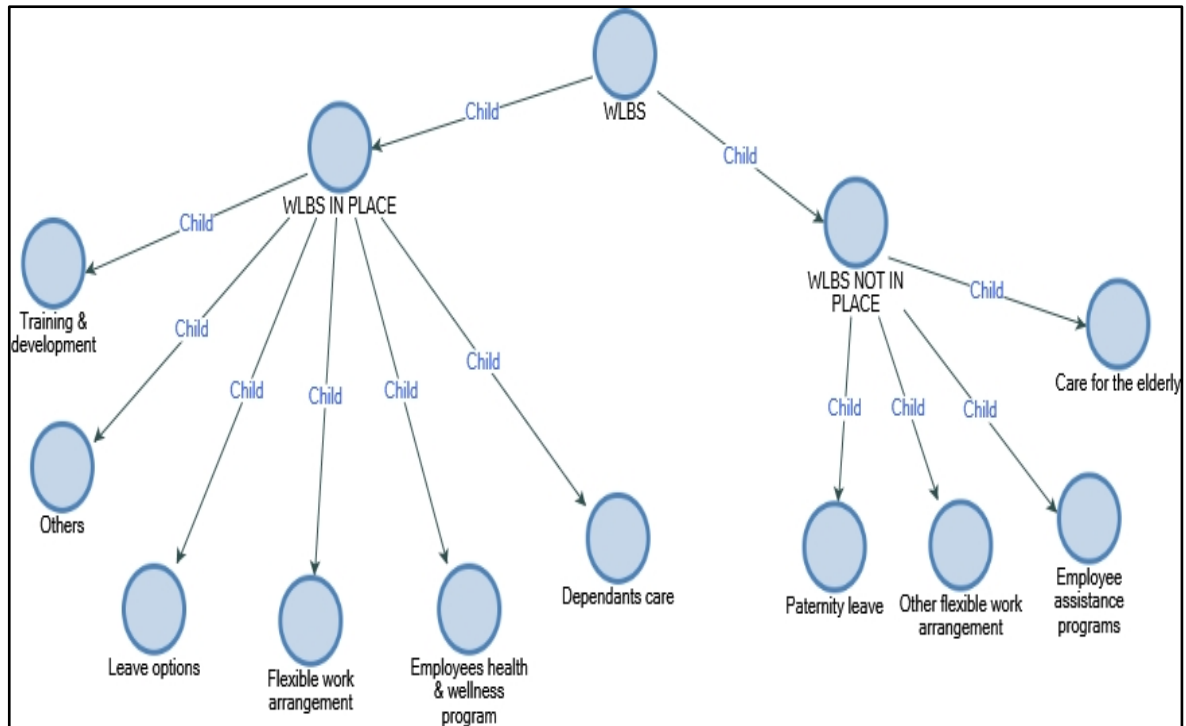 WLBS
Child
Child
WLBS IN PLACE
WLBS NOT IN
PLACE
Child
Child
Child
Child
Child
Child
Child
Child
Child
Child
Training &
development
Others
Leave options
Flexible work
arrangement
Employees health
& wellness
program
Dependants care
Paternity leave
Other flexible work
arrangement
Employee
assistance
programs
Care for the elderly